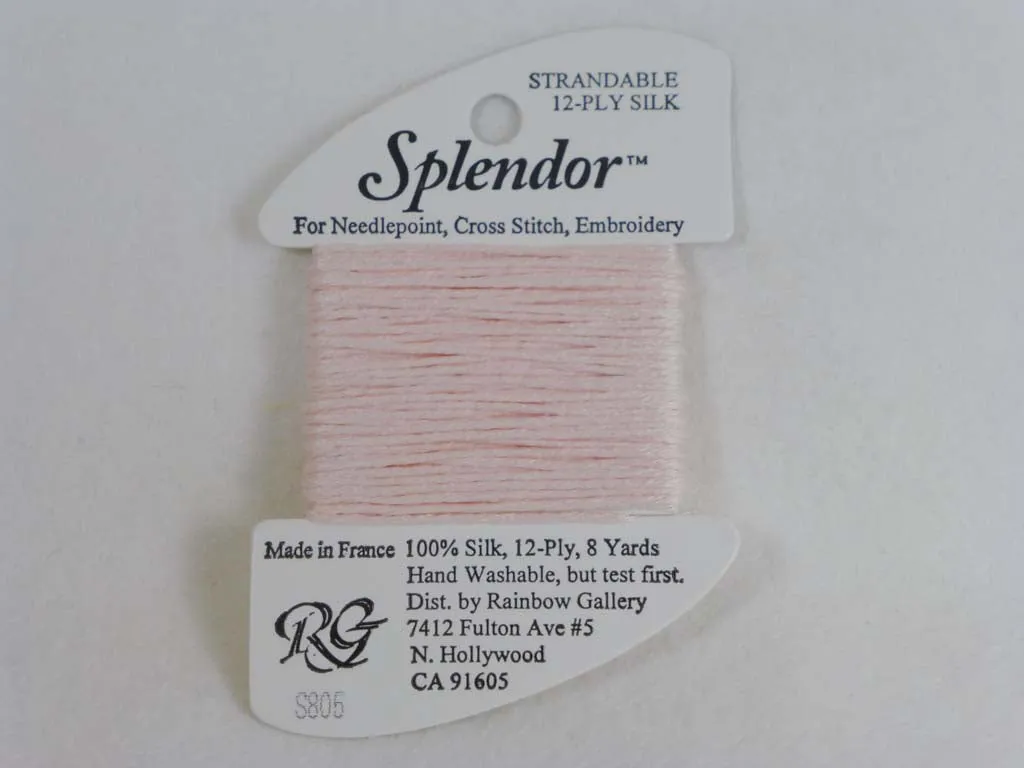 STRANDABLE
12-PLY SILK
Splendor™
For Needlepoint, Cross Stitch, Embroidery
Made in France 100% Silk, 12-Ply, 8 Yards
Hand Washable, but test first.
Dist. by Rainbow Gallery
7412 Fulton Ave #5
N. Hollywood
CA 91605
RG
S805